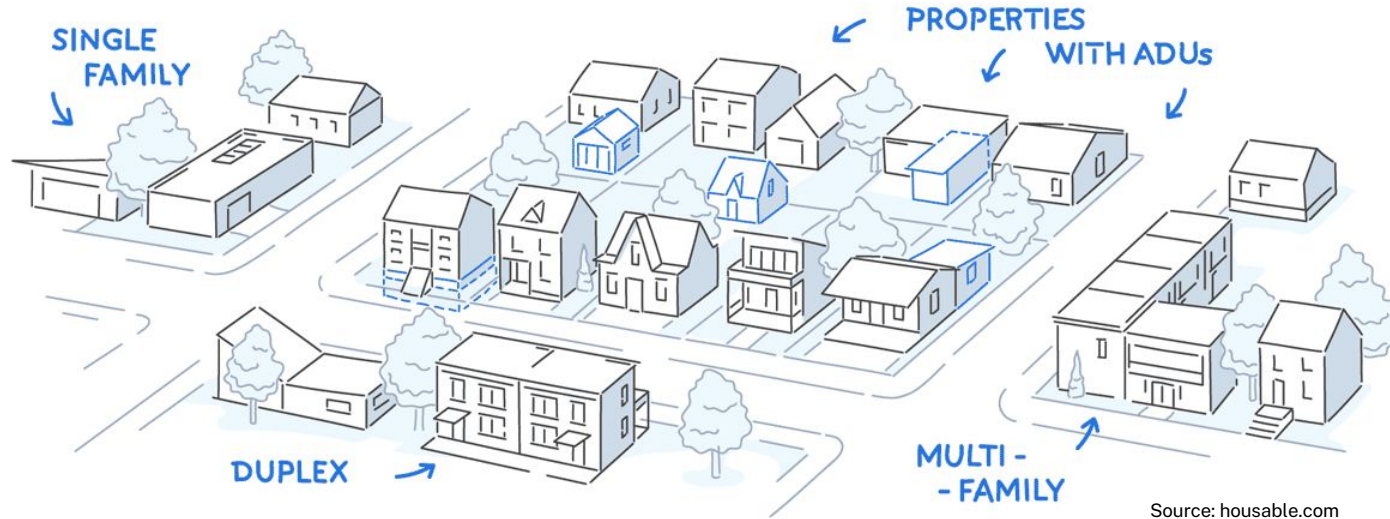 SINGLE
FAMILY
PROPERTIES
WITH ADUs
DUPLEX
MULTI -
- FAMILY
Source: housable.com